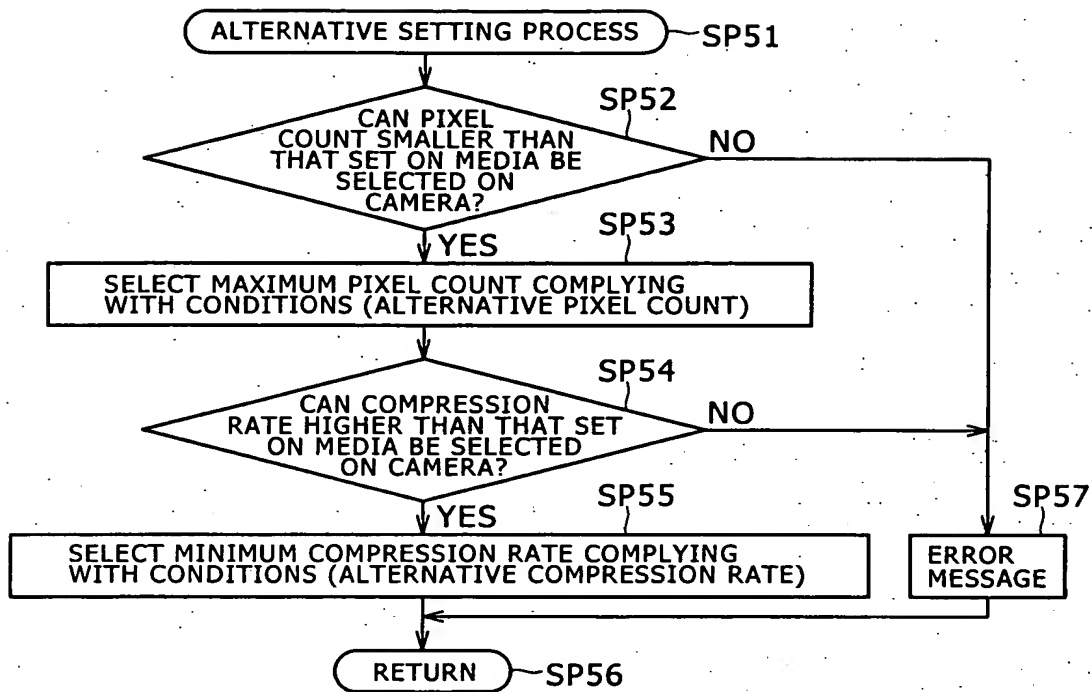 ALTERNATIVE SETTING PROCESS
SP51
SP52
CAN PIXEL
COUNT SMALLER THAN
THAT SET ON MEDIA BE
SELECTED ON
CAMERA?
NO
YES
SP53
SELECT MAXIMUM PIXEL COUNT COMPLYING
WITH CONDITIONS (ALTERNATIVE PIXEL COUNT)
SP54
CAN COMPRESSION
RATE HIGHER THAN THAT SET
ON MEDIA BE SELECTED
ON CAMERA?
NO
YES
SP55
SELECT MINIMUM COMPRESSION RATE COMPLYING
WITH CONDITIONS (ALTERNATIVE COMPRESSION RATE)
SP57
ERROR
MESSAGE
RETURN
SP56